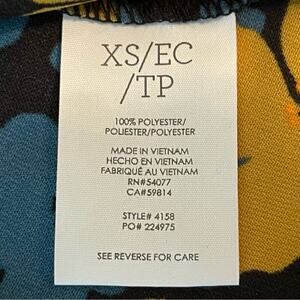 XS/EC
/TP
100% POLYESTER/
POLIESTER/POLYESTER
MADE IN VIETNAM
HECHO EN VIETNAM
FABRIQUÉ AU VIETNAM
RN#54077
CA#59814
STYLE# 4158
PO# 224975
SEE REVERSE FOR CARE